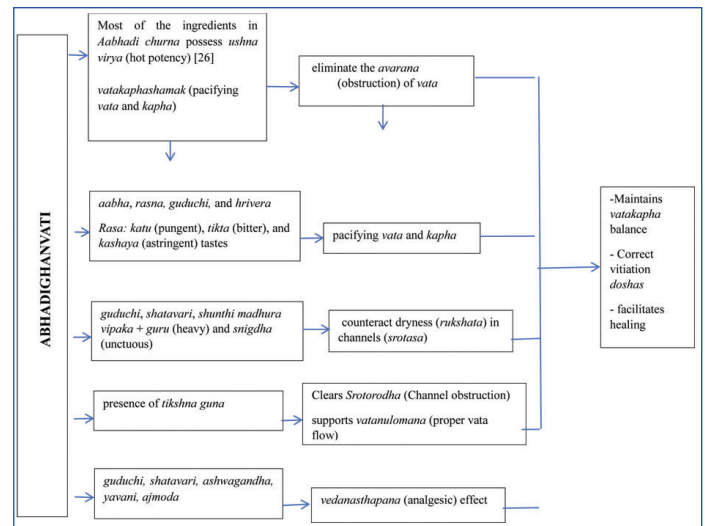 ABHADIGHANVATI
Most of the ingredients in
Aabhadi churna possess ushna
virya (hot potency) [26]
vatakaphashamak (pacifying
vata and kapha)
eliminate the avarana
(obstruction) of vata
aabha, rasna, guduchi, and hrivera
Rasa: katu (pungent), tikta (bitter), and
kashaya (astringent) tastes
pacifying vata and kapha
guduchi, shatavari, shunthi madhura
vipaka + guru (heavy) and snigdha
(unctuous)
counteract dryness (rukshata) in
channels (srotasa)
presence of tikshna guna
Clears Srotorodha (Channel obstruction)
supports vatanulomana (proper vata
flow)
guduchi, shatavari, ashwagandha,
yavani, ajmoda
vedanasthapana (analgesic) effect
-Maintains
vatakapha
balance
- Correct
vitiation
doshas
- facilitates
healing